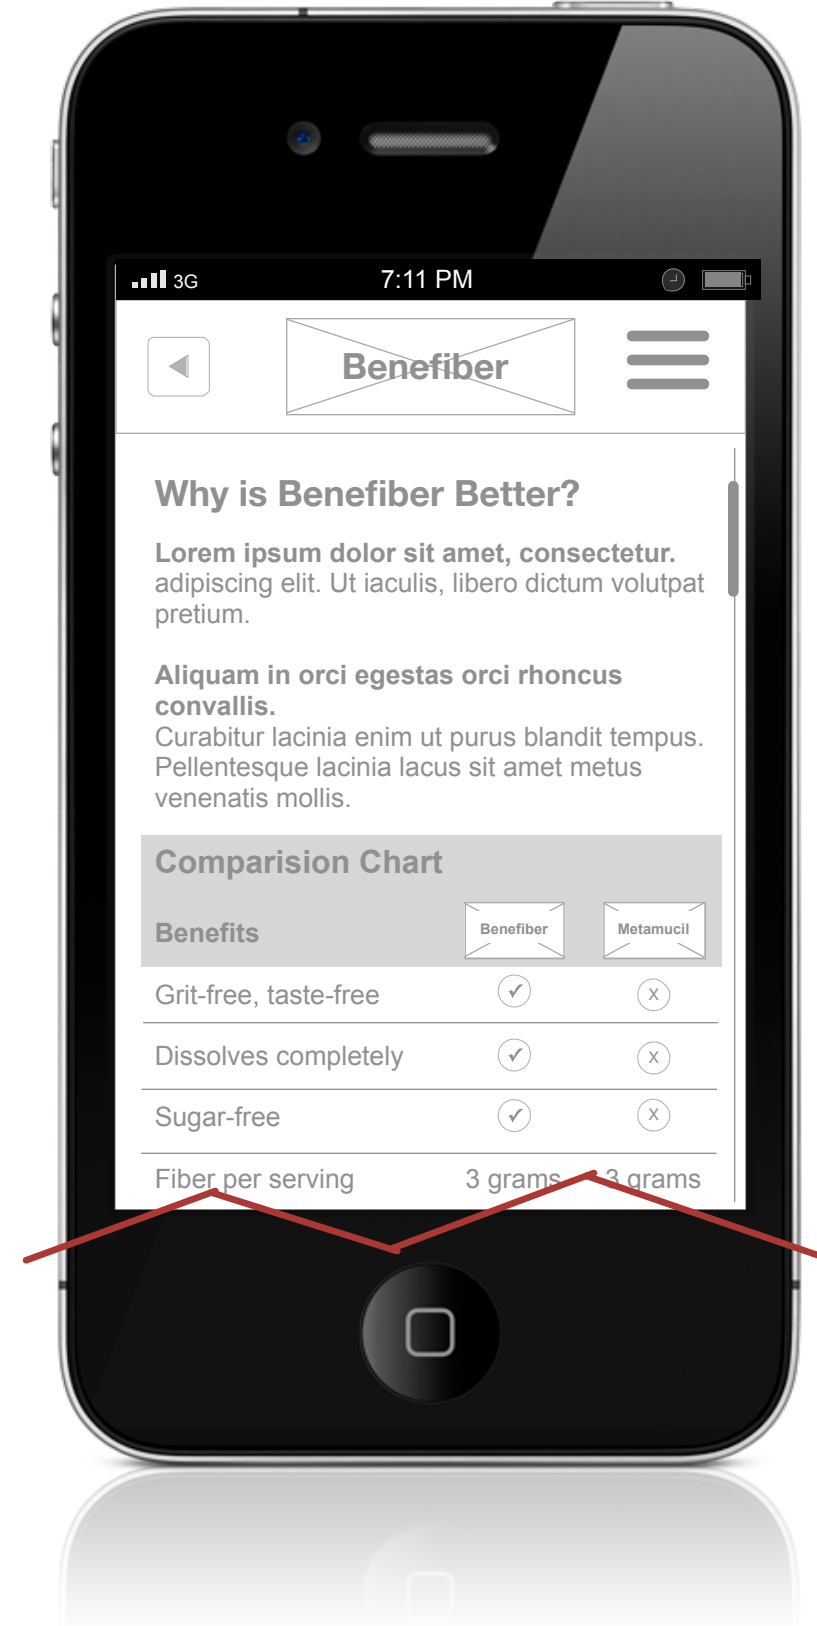 3G 7:11 PM
Benefiber
Why is Benefiber Better?
Lorem ipsum dolor sit amet, consectetur.
adipiscing elit. Ut iaculis, libero dictum volutpat
pretium.
Aliquam in orci egestas orci rhoncus
convallis.
Curabitur lacinia enim ut purus blandit tempus.
Pellentesque lacinia lacus sit amet metus
venenatis mollis.
Comparision Chart
Benefits Benefiber Metamucil
Grit-free, taste-free ✓ X
Dissolves completely ✓ X
Sugar-free ✓ X
Fiber per serving 3 grams 3 grams